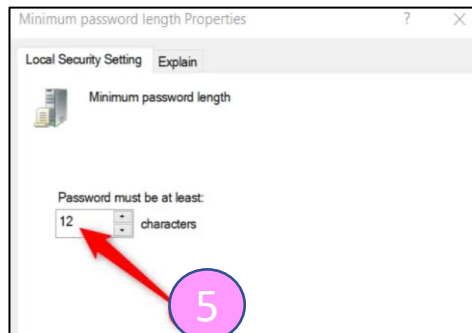 Minimum password length Properties ? X
Local Security Setting Explain
Minimum password length
Password must be at least:
12 characters
5